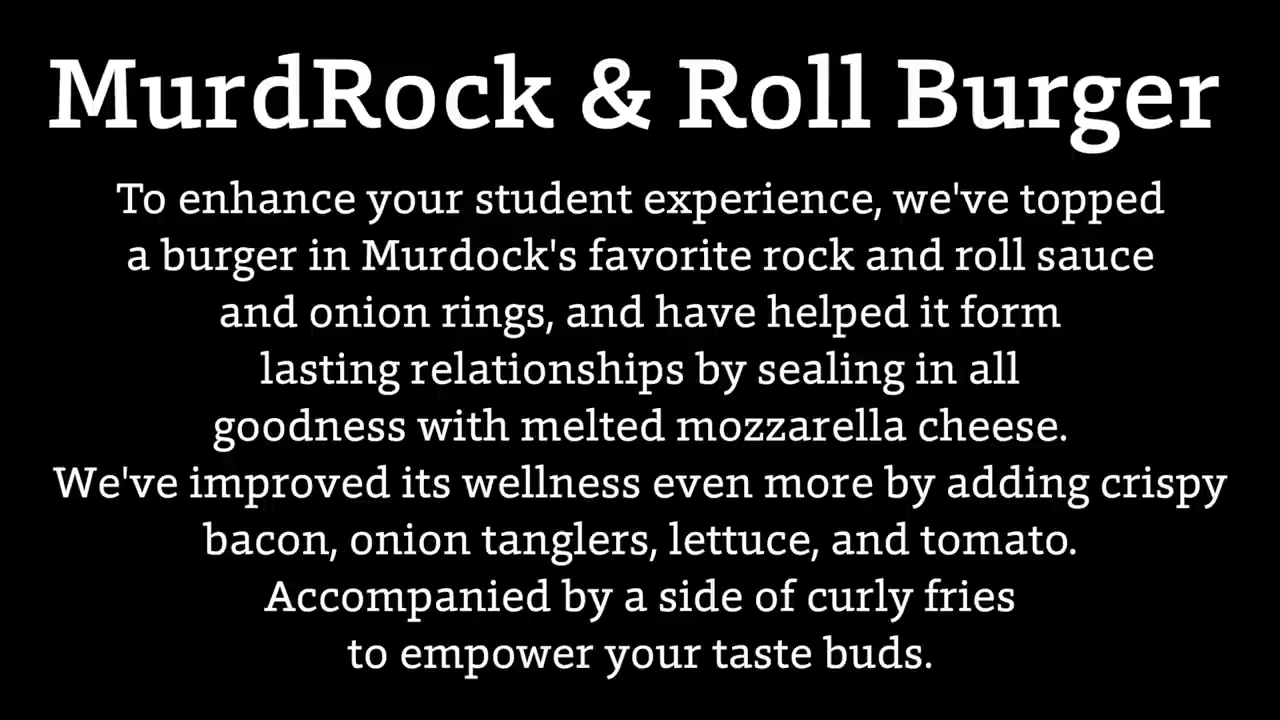 MurdRock & Roll Burger
To enhance your student experience, we've topped
a burger in Murdock's favorite rock and roll sauce
and onion rings, and have helped it form
lasting relationships by sealing in all
goodness with melted mozzarella cheese.
We've improved its wellness even more by adding crispy
bacon, onion tanglers, lettuce, and tomato.
Accompanied by a side of curly fries
to empower your taste buds.